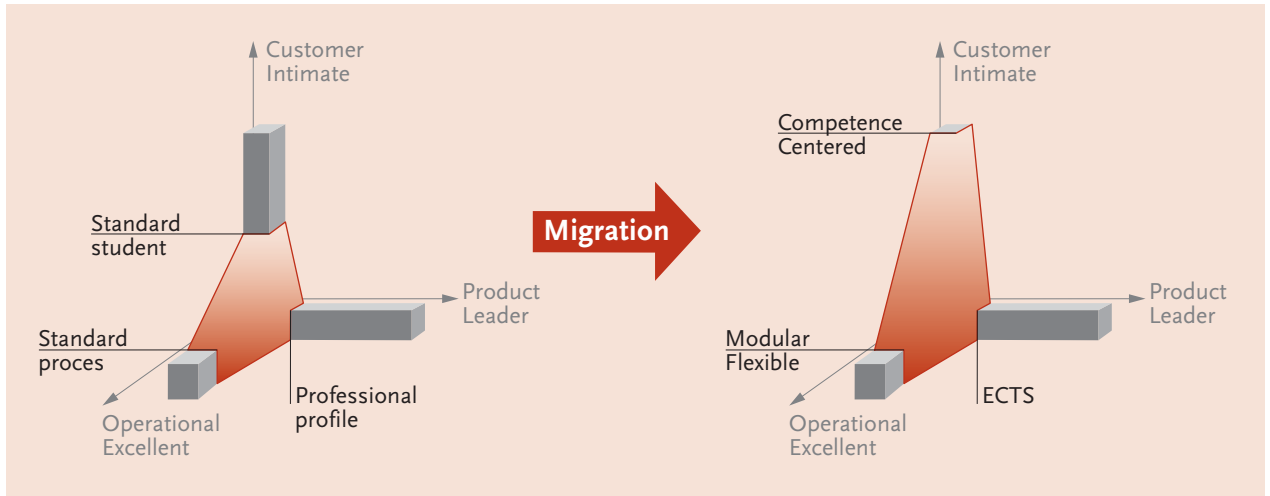 Customer
Intimate
Standard
student
Product
Leader
Standard
proces
Professional
profile
Operational
Excellent
Migration
Customer
Intimate
Competence
Centered
Product
Leader
Modular
Flexible
ECTS
Operational
Excellent